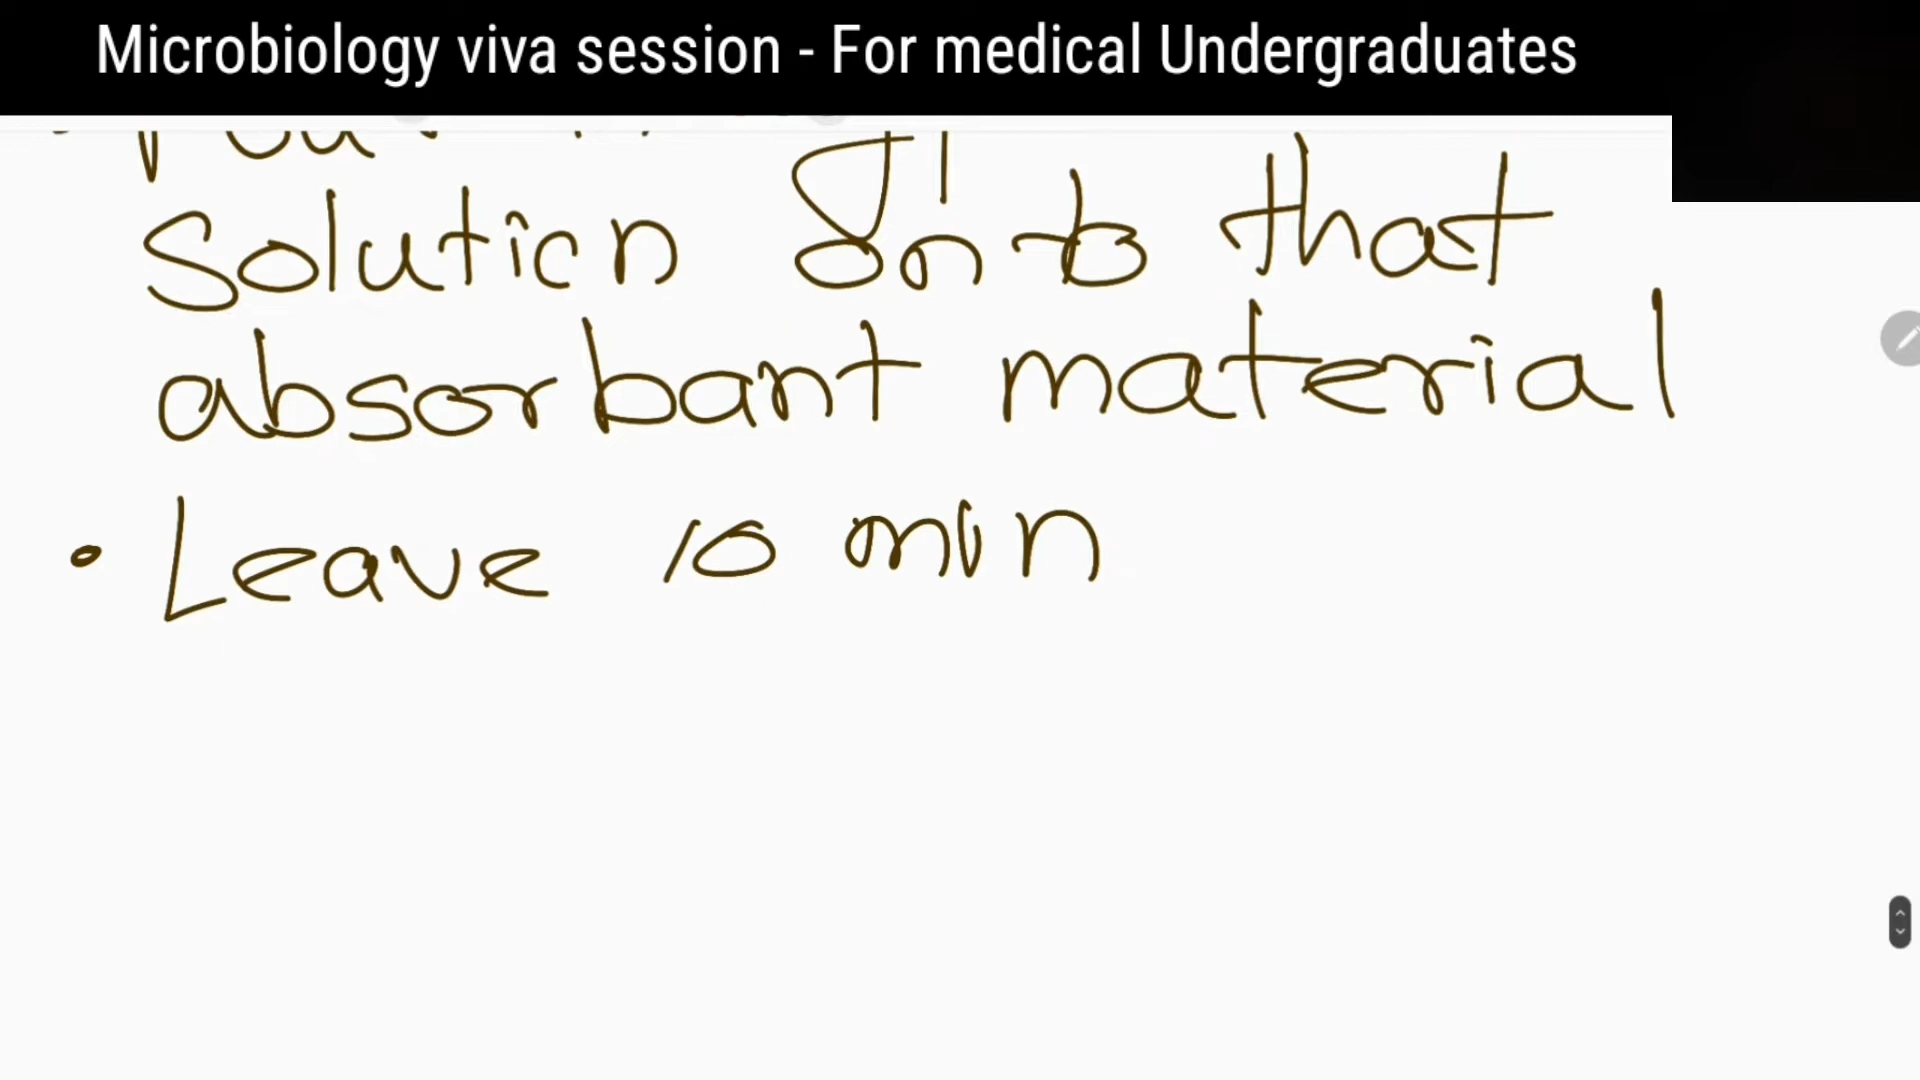 Microbiology viva session - For medical Undergraduates
Solution onto that
absorbant material
• Leave 10 min